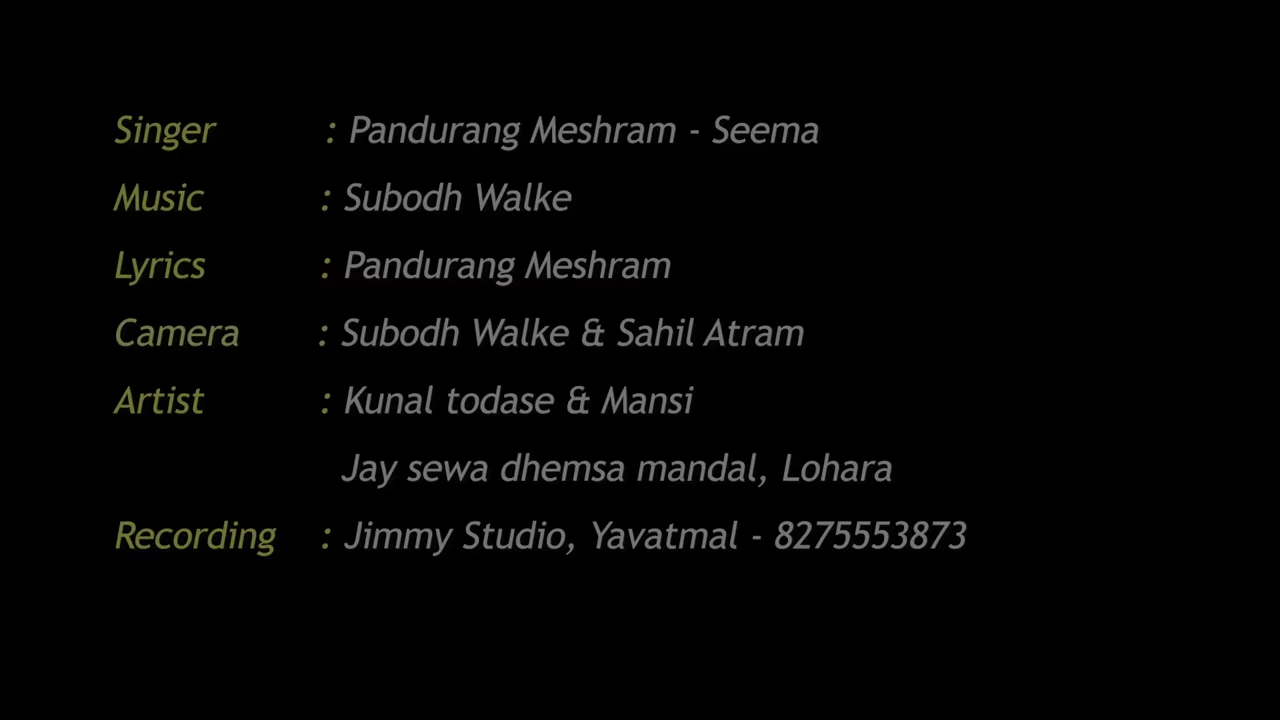 Singer : Pandurang Meshram - Seema
Music : Subodh Walke
Lyrics : Pandurang Meshram
Camera : Subodh Walke & Sahil Atram
Artist : Kunal todase & Mansi
Jay sewa dhemsa mandal, Lohara
Recording : Jimmy Studio, Yavatmal - 8275553873